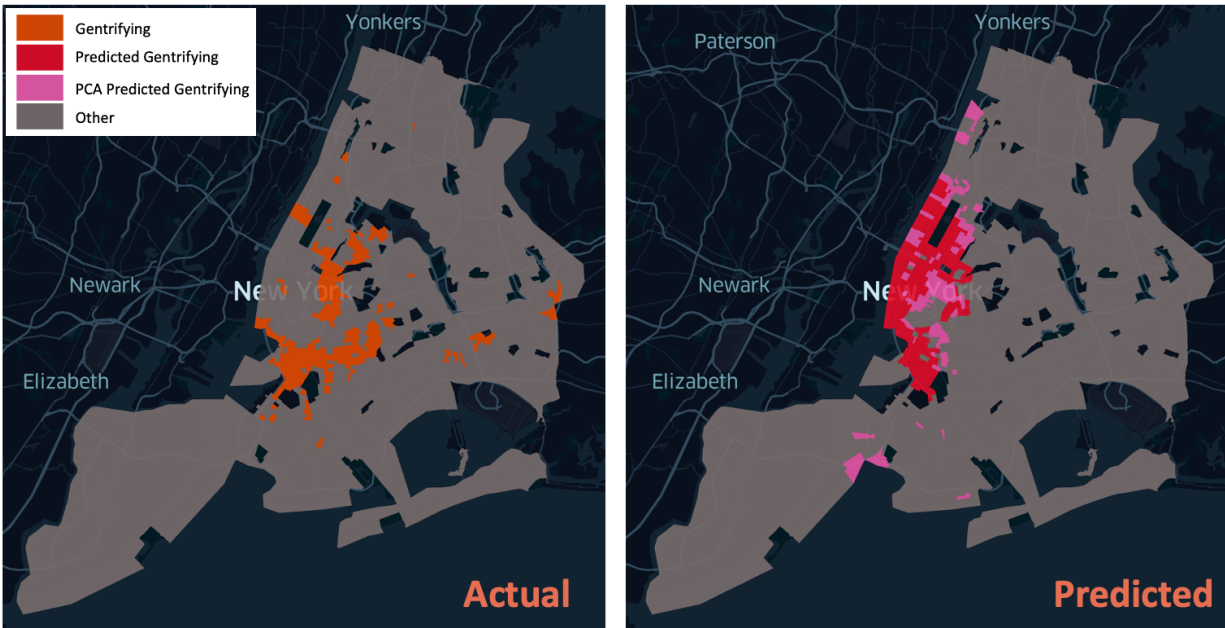 Gentrifying
Predicted Gentrifying
PCA Predicted Gentrifying
Other
Yonkers
New York
Newark
Elizabeth
Actual
Yonkers
Paterson
New York
Newark
Elizabeth
Predicted